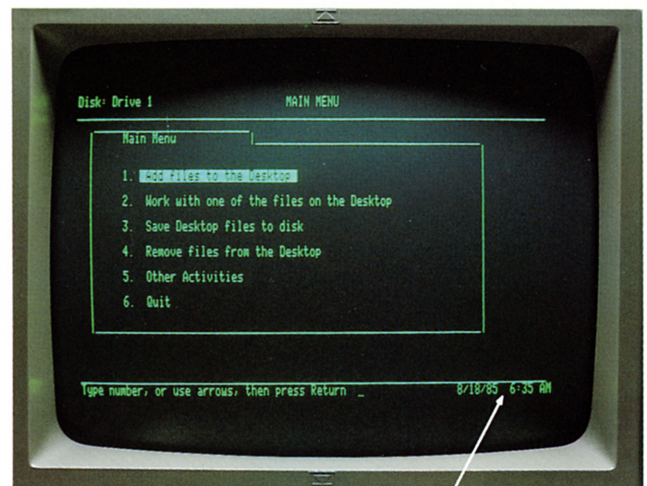 Disk: Drive 1 MAIN MENU
Main Menu
1. Add files to the Desktop
2. Work with one of the files on the Desktop
3. Save Desktop files to disk
4. Remove files from the Desktop
5. Other Activities
6. Quit
Type number, or use arrows, then press Return _ 8/18/85 6:35 AM